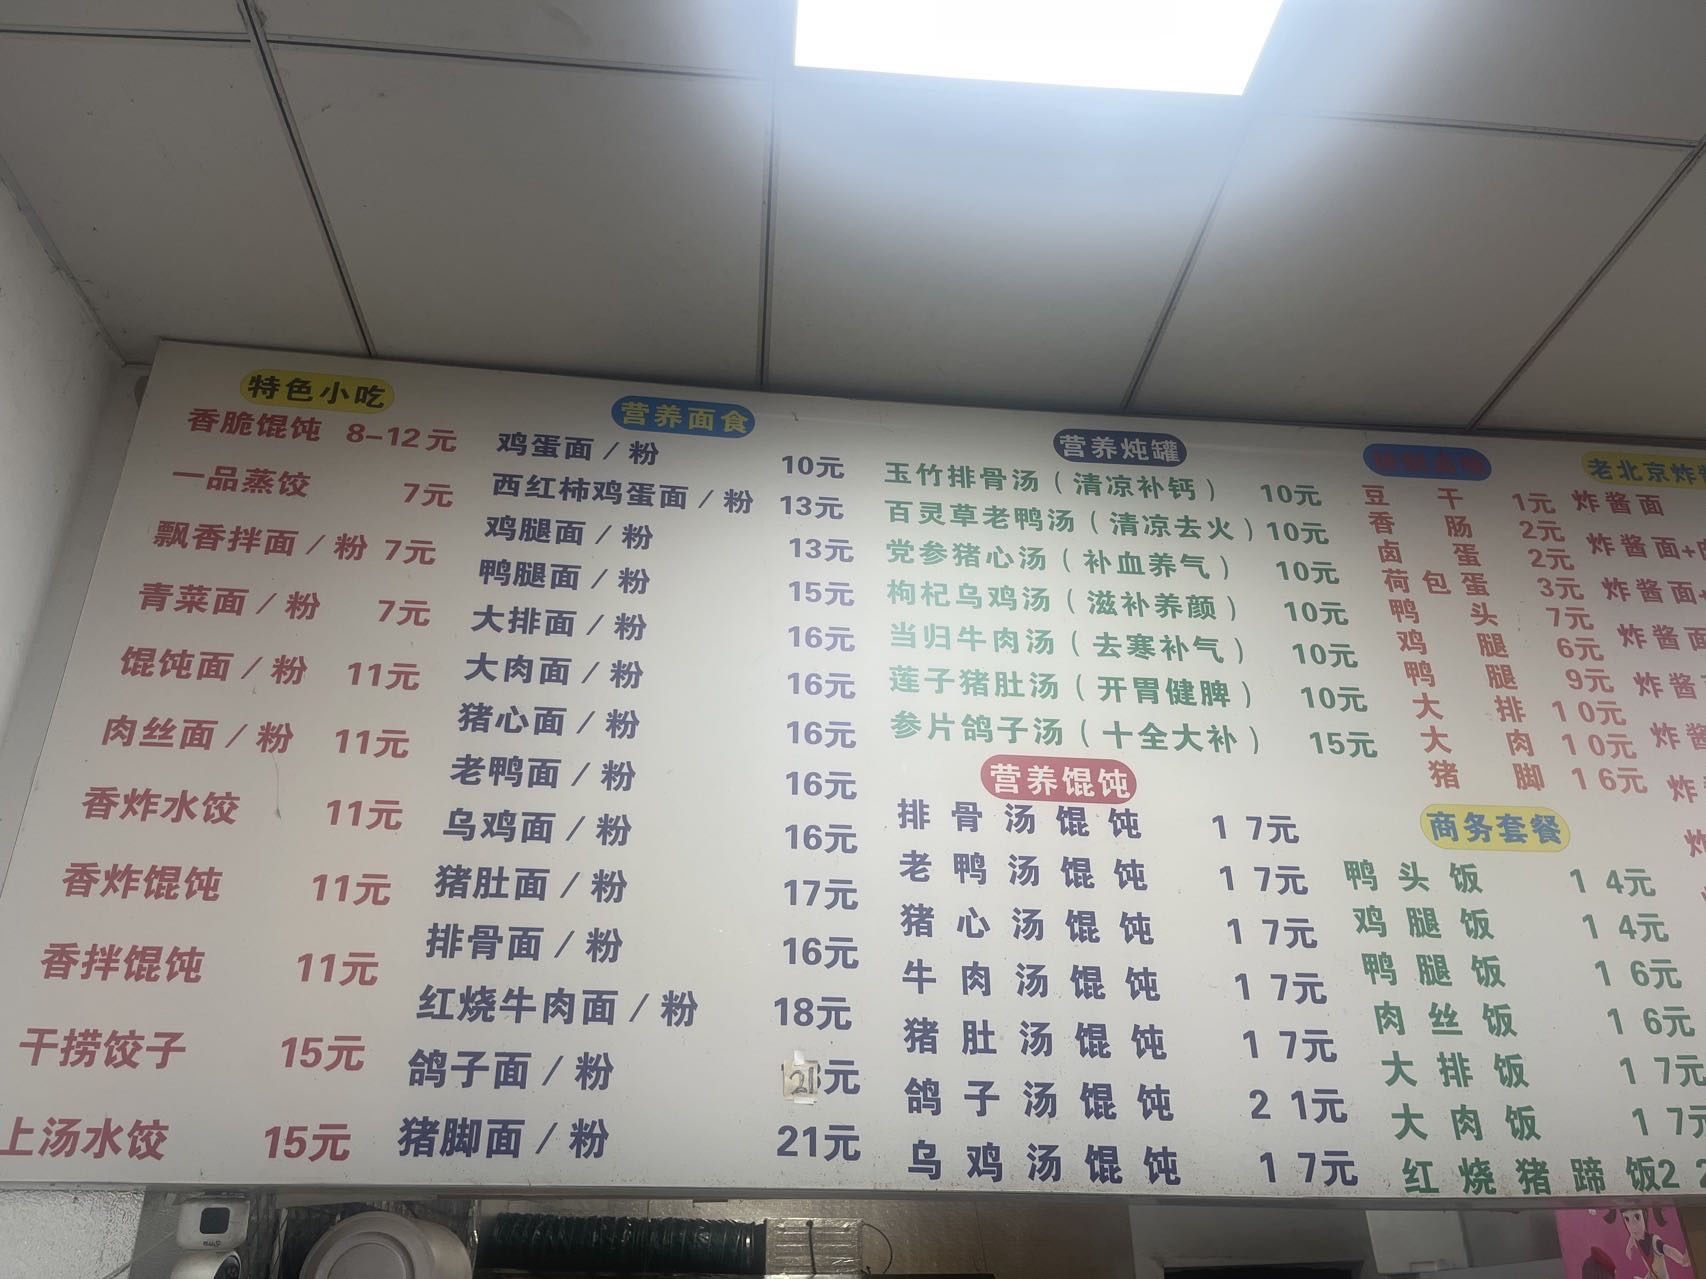 特色小吃
香脆馄饨 8-12元
一品蒸饺 7元
飘香拌面/粉 7元
青菜面/粉 7元
馄饨面/粉 11元
肉丝面/粉 11元
香炸水饺 11元
香炸馄饨 11元
香拌馄饨 11元
干捞饺子 15元
上汤水饺 15元
营养面食
鸡蛋面/粉 10元
西红柿鸡蛋面/粉 13元
鸡腿面/粉 13元
鸭腿面/粉 15元
大排面/粉 16元
大肉面/粉 16元
猪心面/粉 16元
老鸭面/粉 16元
乌鸡面/粉 16元
猪肚面/粉 17元
排骨面/粉 16元
红烧牛肉面/粉 18元
鸽子面/粉 21元
猪脚面/粉 21元
营养炖罐
玉竹排骨汤(清凉补钙) 10元
百灵草老鸭汤(清凉去火) 10元
党参猪心汤(补血养气) 10元
枸杞乌鸡汤(滋补养颜) 10元
当归牛肉汤(去寒补气) 10元
莲子猪肚汤(开胃健脾) 10元
参片鸽子汤(十全大补) 15元
营养馄饨
排骨汤馄饨 17元
老鸭汤馄饨 17元
猪心汤馄饨 17元
牛肉汤馄饨 17元
猪肚汤馄饨 17元
鸽子汤馄饨 21元
乌鸡汤馄饨 17元
豆干 1元
香肠 2元
卤蛋 2元
荷包蛋 3元
鸭头 7元
鸡腿 6元
鸭腿 9元
大排 10元
大肉 10元
猪脚 16元
商务套餐
鸭头饭 14元
鸡腿饭 14元
鸭腿饭 16元
肉丝饭 16元
大排饭 17元
大肉饭 17元
红烧猪蹄饭
老北京炸
炸酱面
炸酱面+
炸酱面+
炸酱面
炸酱
炸酱
炸
炸